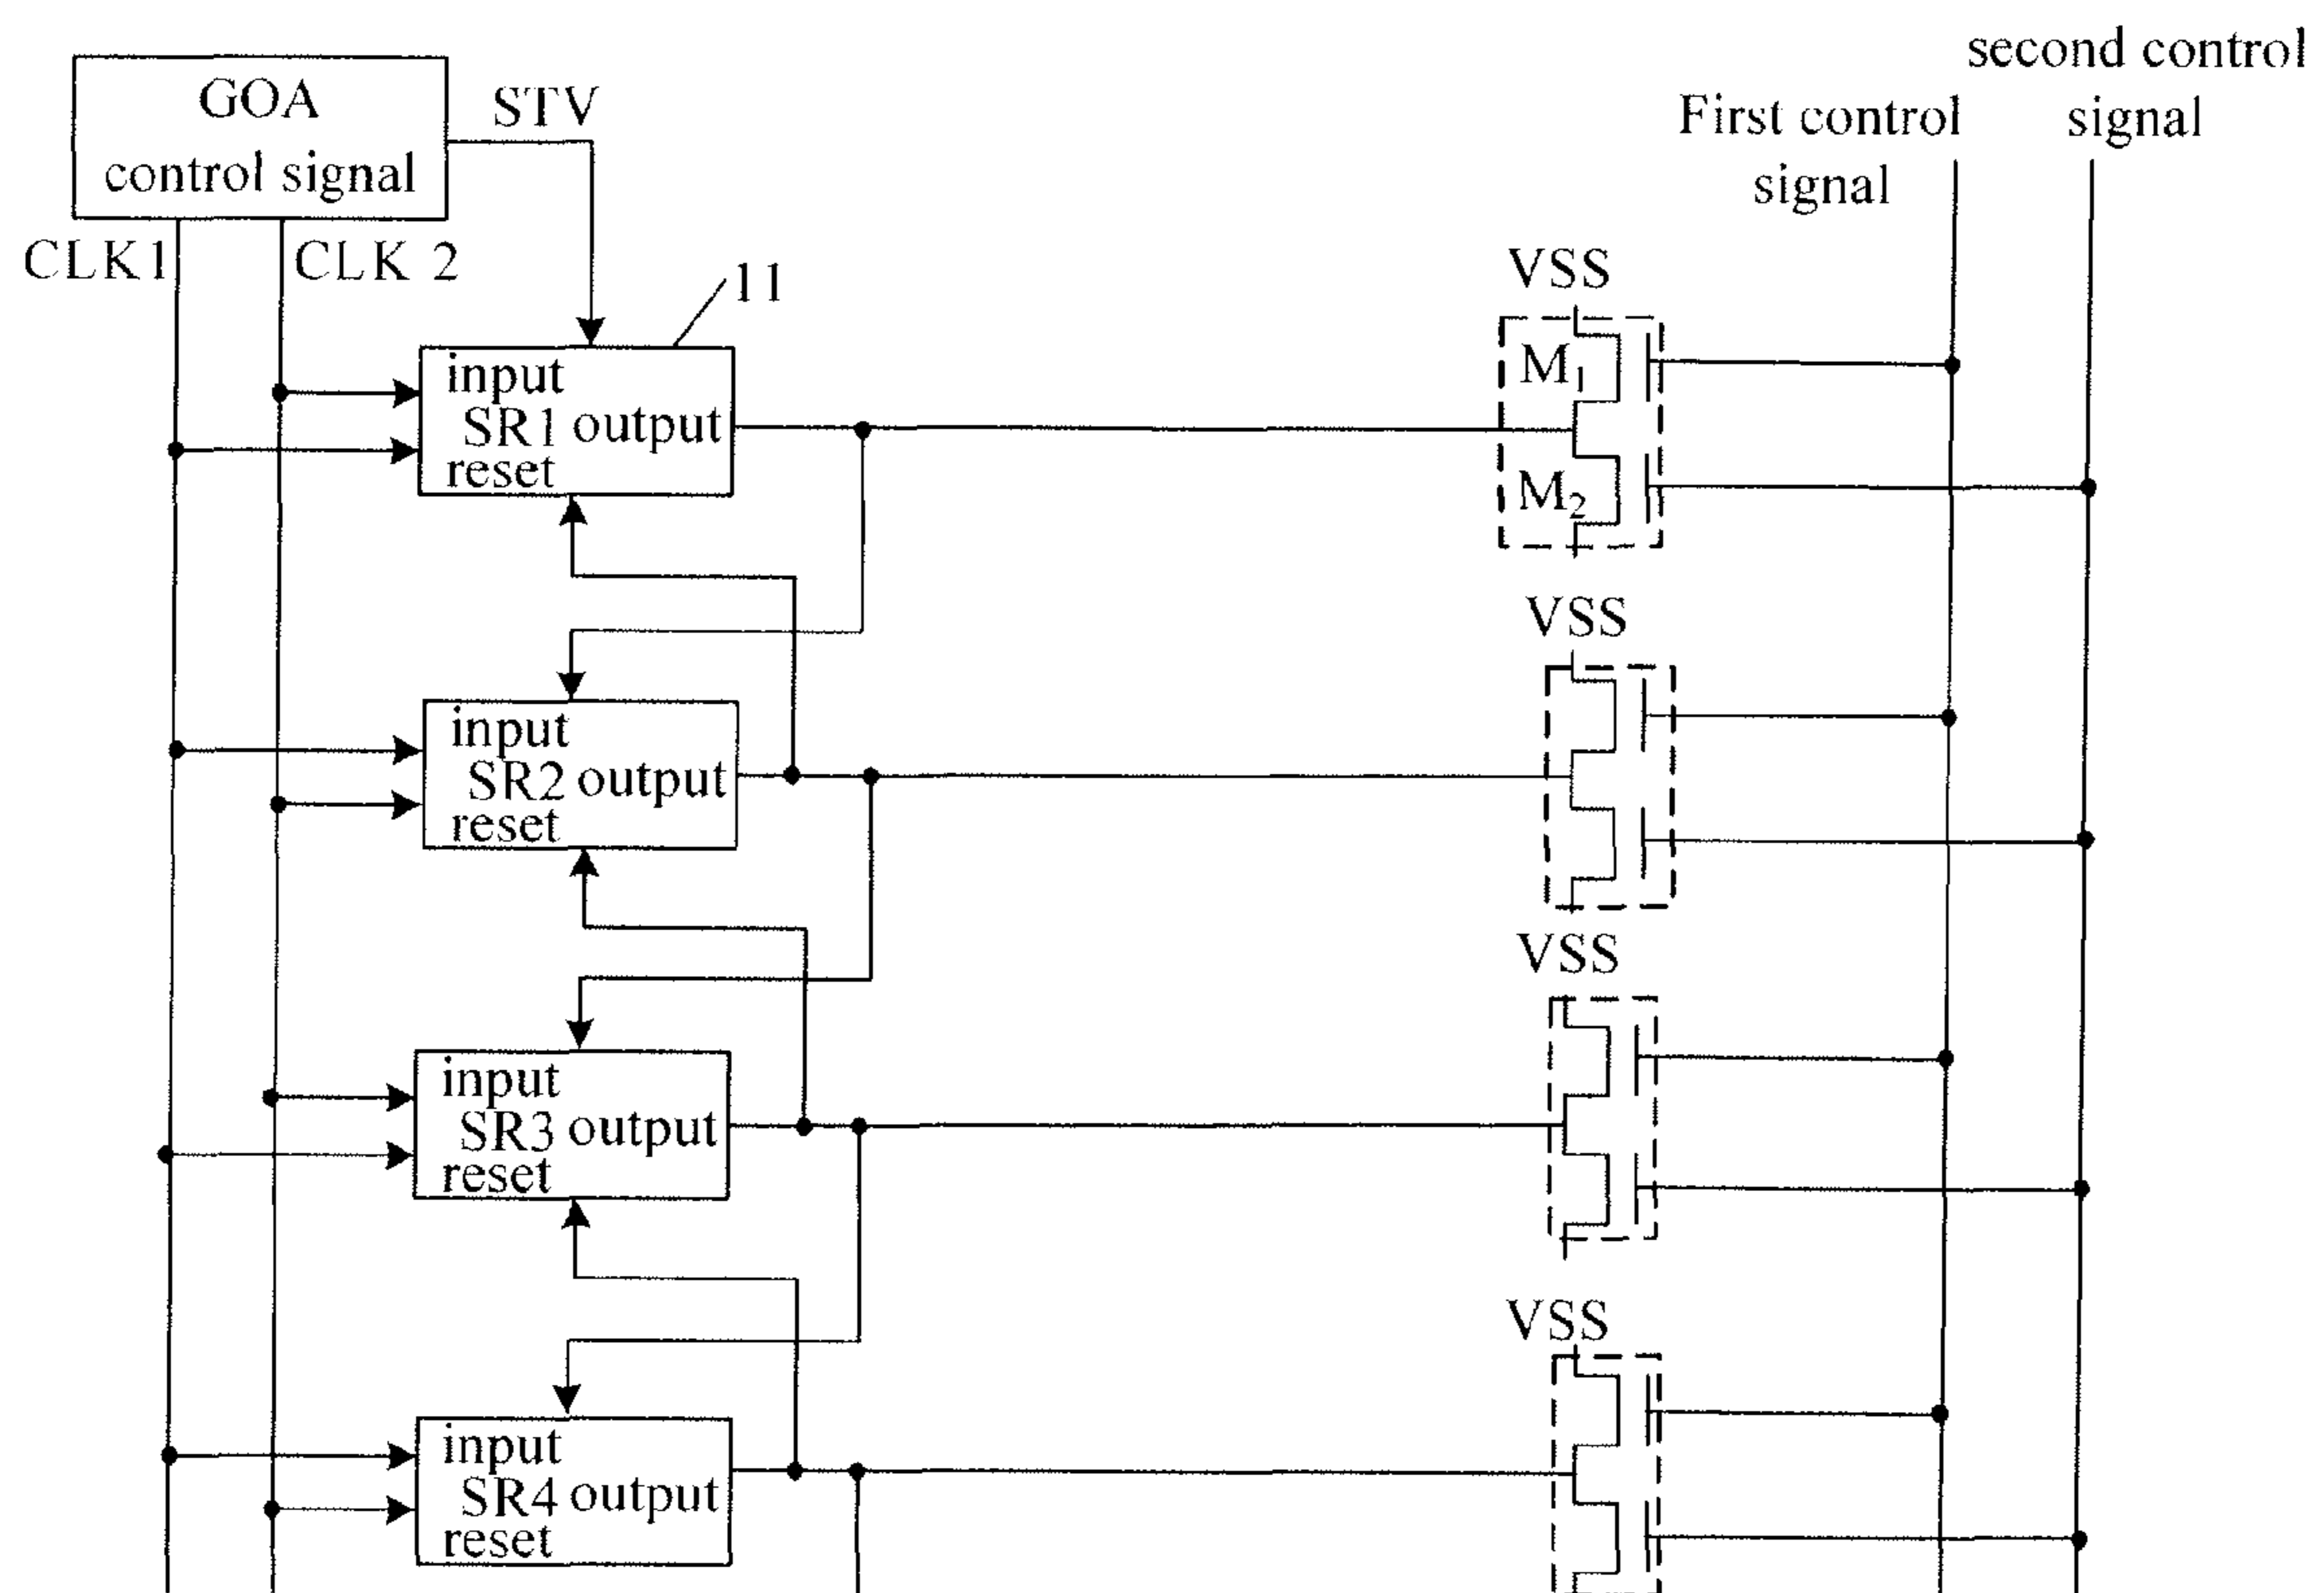 GOA
control signal
STV
CLK1
CLK 2
11
second control
signal
First control
signal
VSS
M1
M2
input
SR1 output
reset
VSS
input
SR2 output
reset
VSS
input
SR3 output
reset
VSS
input
SR4 output
reset